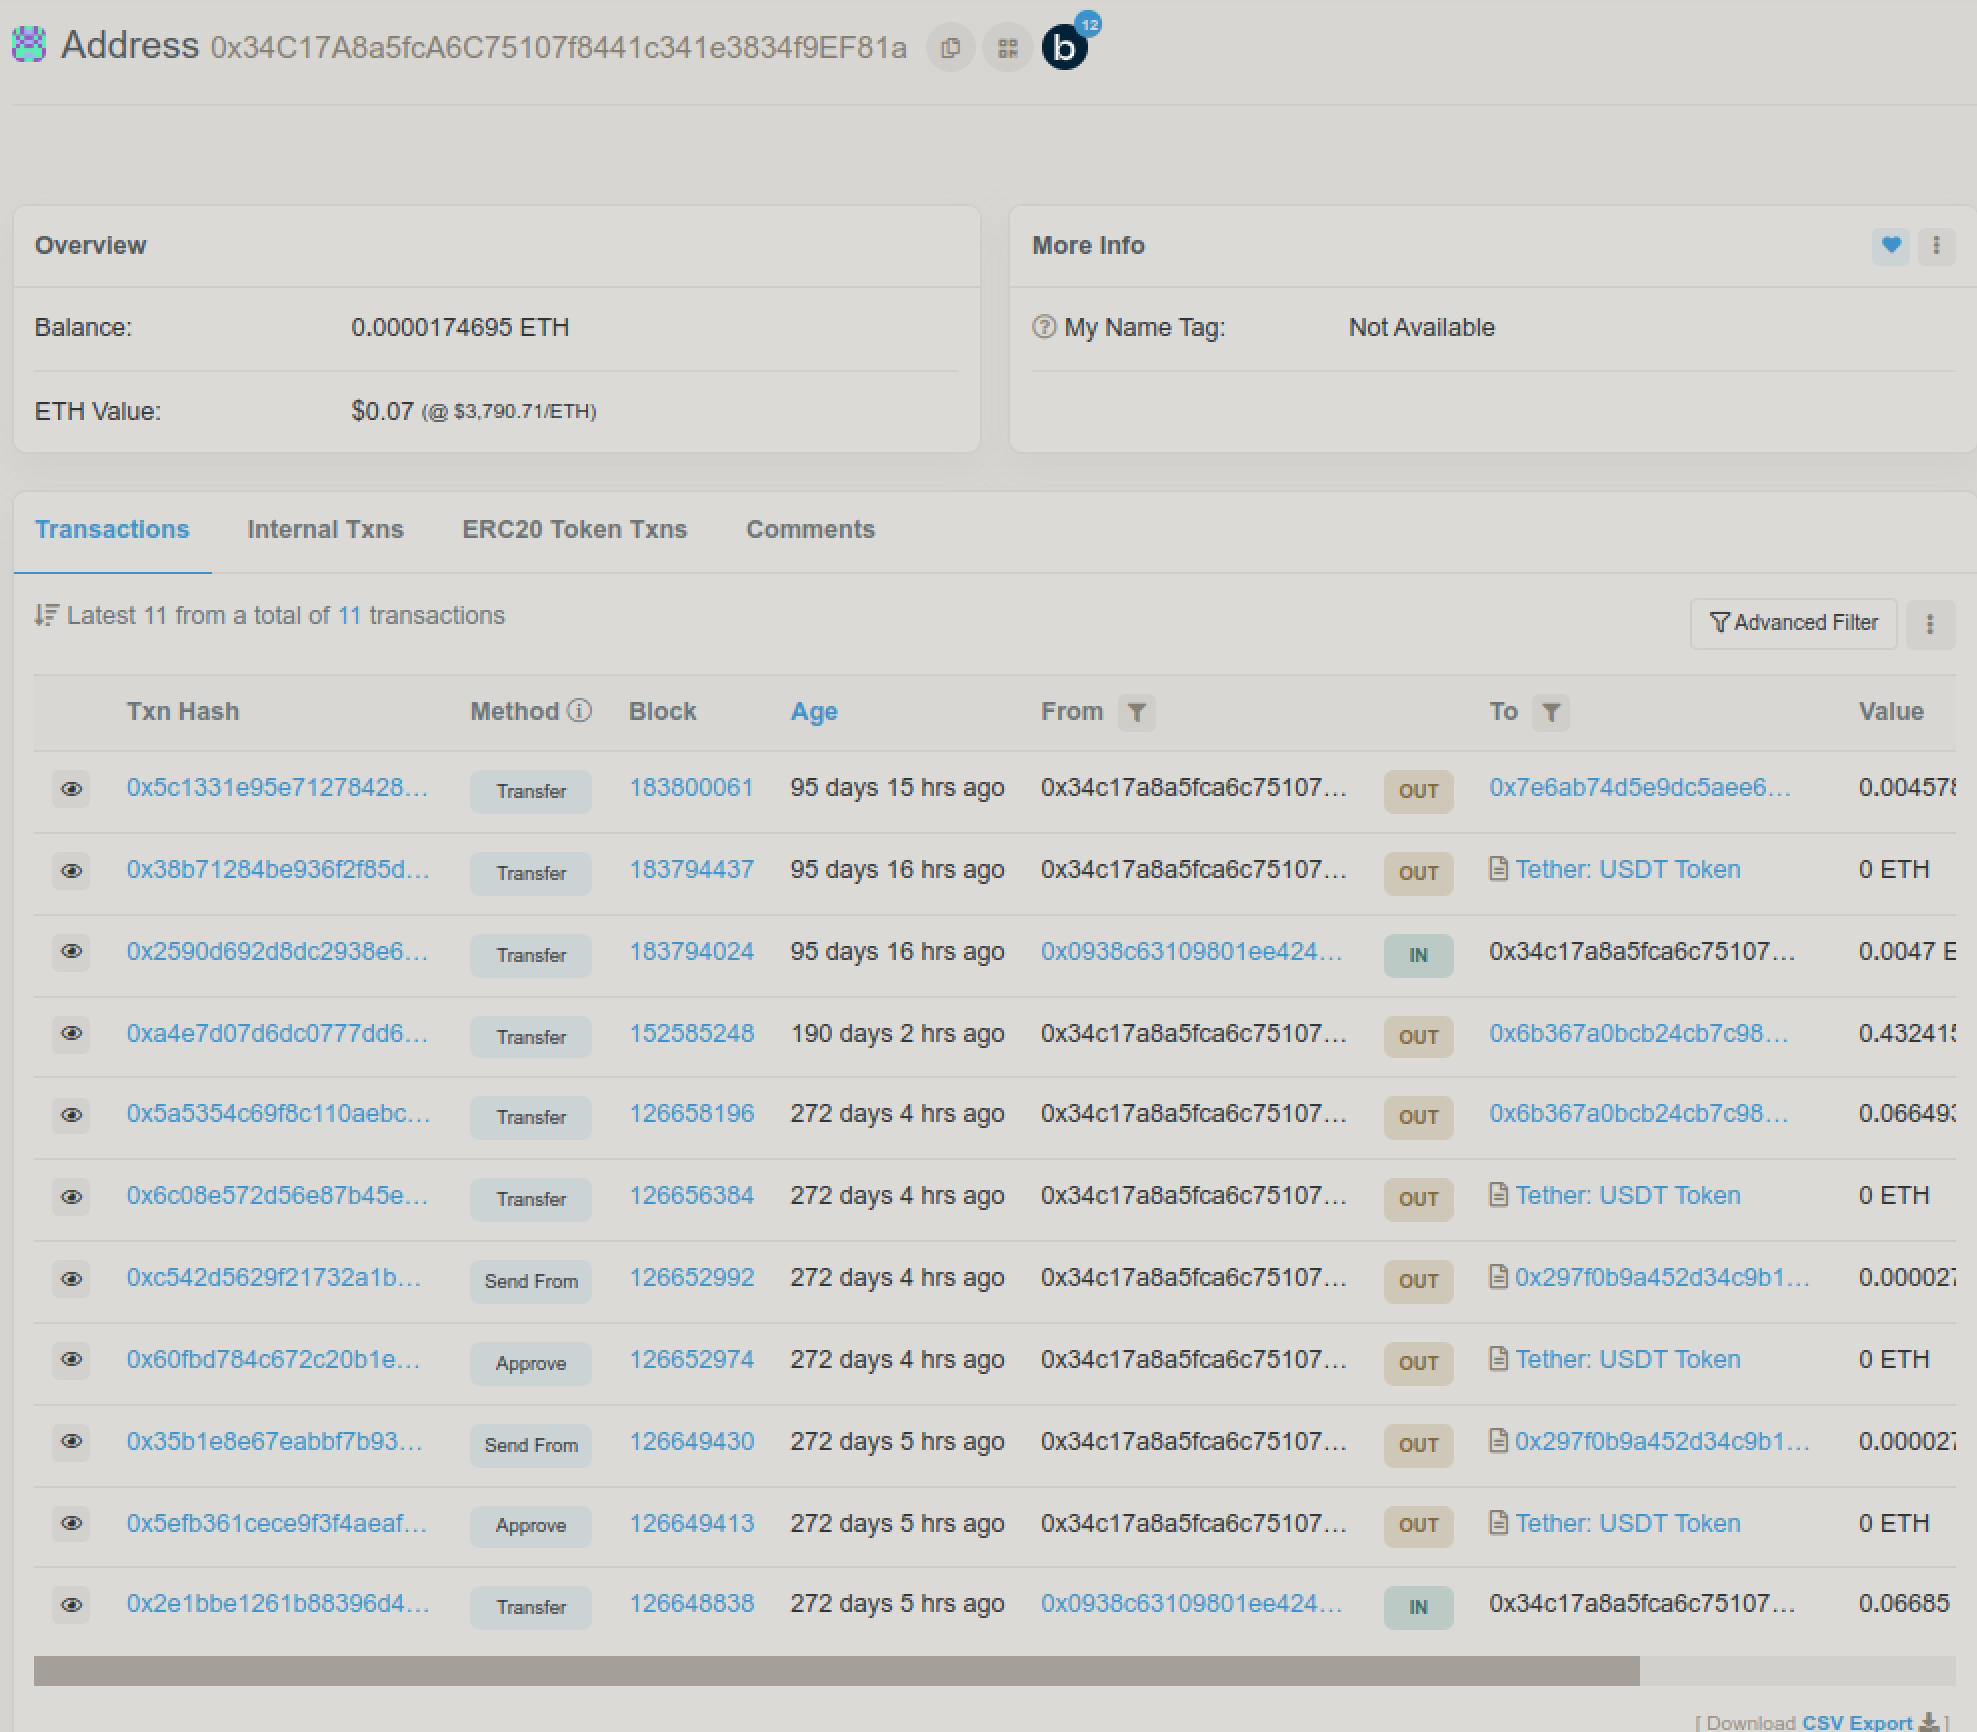 Address 0x34C17A8a5fcA6C75107f8441c341e3834f9EF81a b 12
Overview
Balance: 0.0000174695 ETH
ETH Value: $0.07 (@ $3,790.71/ETH)
More Info
My Name Tag: Not Available
Transactions Internal Txns ERC20 Token Txns Comments
Latest 11 from a total of 11 transactions
Advanced Filter
Txn Hash Method Block Age From To Value
0x5c1331e95e71278428... Transfer 183800061 95 days 15 hrs ago 0x34c17a8a5fca6c75107... OUT 0x7e6ab74d5e9dc5aee6... 0.004578
0x38b71284be936f2f85d... Transfer 183794437 95 days 16 hrs ago 0x34c17a8a5fca6c75107... OUT Tether: USDT Token 0 ETH
0x2590d692d8dc2938e6... Transfer 183794024 95 days 16 hrs ago 0x0938c63109801ee424... IN 0x34c17a8a5fca6c75107... 0.0047 E
0xa4e7d07d6dc0777dd6... Transfer 152585248 190 days 2 hrs ago 0x34c17a8a5fca6c75107... OUT 0x6b367a0bcb24cb7c98... 0.432415
0x5a5354c69f8c110aebc... Transfer 126658196 272 days 4 hrs ago 0x34c17a8a5fca6c75107... OUT 0x6b367a0bcb24cb7c98... 0.066493
0x6c08e572d56e87b45e... Transfer 126656384 272 days 4 hrs ago 0x34c17a8a5fca6c75107... OUT Tether: USDT Token 0 ETH
0xc542d5629f21732a1b... Send From 126652992 272 days 4 hrs ago 0x34c17a8a5fca6c75107... OUT 0x297f0b9a452d34c9b1... 0.000027
0x60fbd784c672c20b1e... Approve 126652974 272 days 4 hrs ago 0x34c17a8a5fca6c75107... OUT Tether: USDT Token 0 ETH
0x35b1e8e67eabbf7b93... Send From 126649430 272 days 5 hrs ago 0x34c17a8a5fca6c75107... OUT 0x297f0b9a452d34c9b1... 0.000027
0x5efb361cece9f3f4aeaf... Approve 126649413 272 days 5 hrs ago 0x34c17a8a5fca6c75107... OUT Tether: USDT Token 0 ETH
0x2e1bbe1261b88396d4... Transfer 126648838 272 days 5 hrs ago 0x0938c63109801ee424... IN 0x34c17a8a5fca6c75107... 0.06685
[ Download CSV Export ]